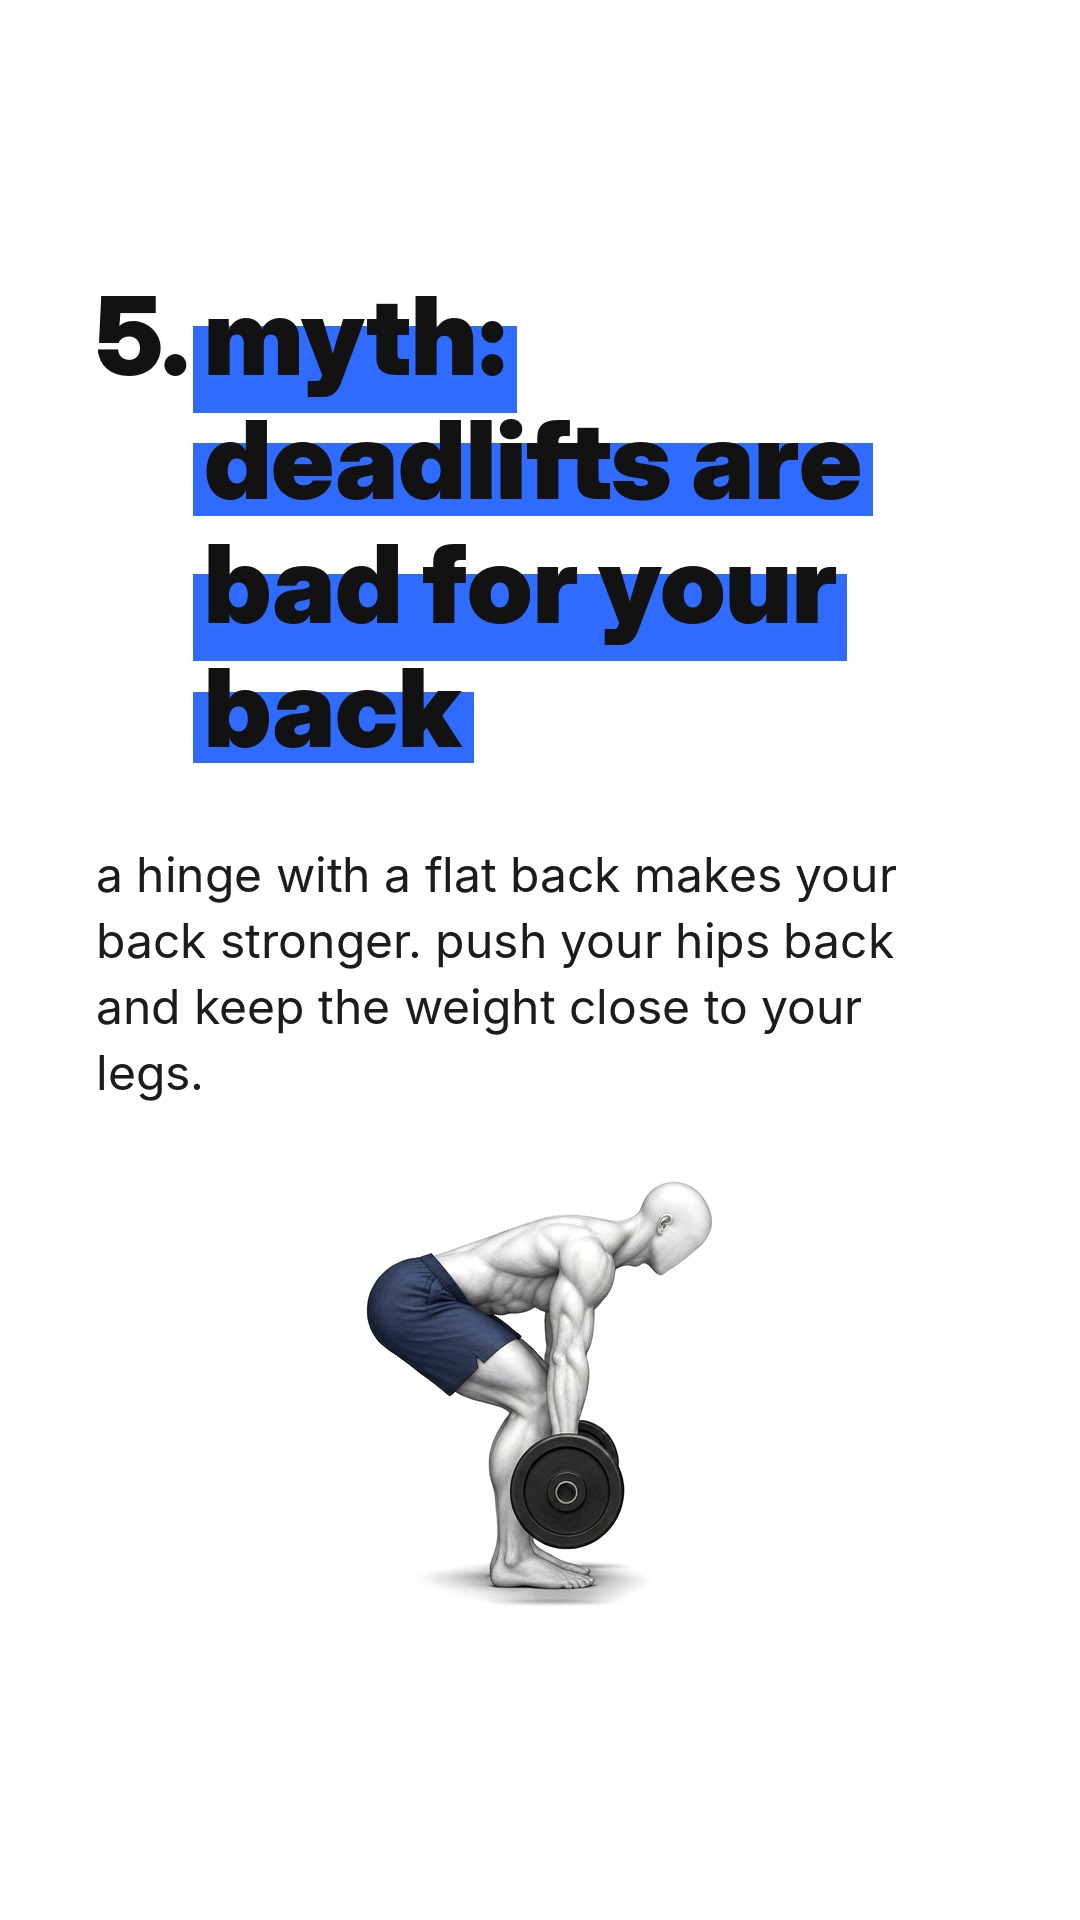 5. myth:
deadlifts are
bad for your
back
a hinge with a flat back makes your
back stronger. push your hips back
and keep the weight close to your
legs.